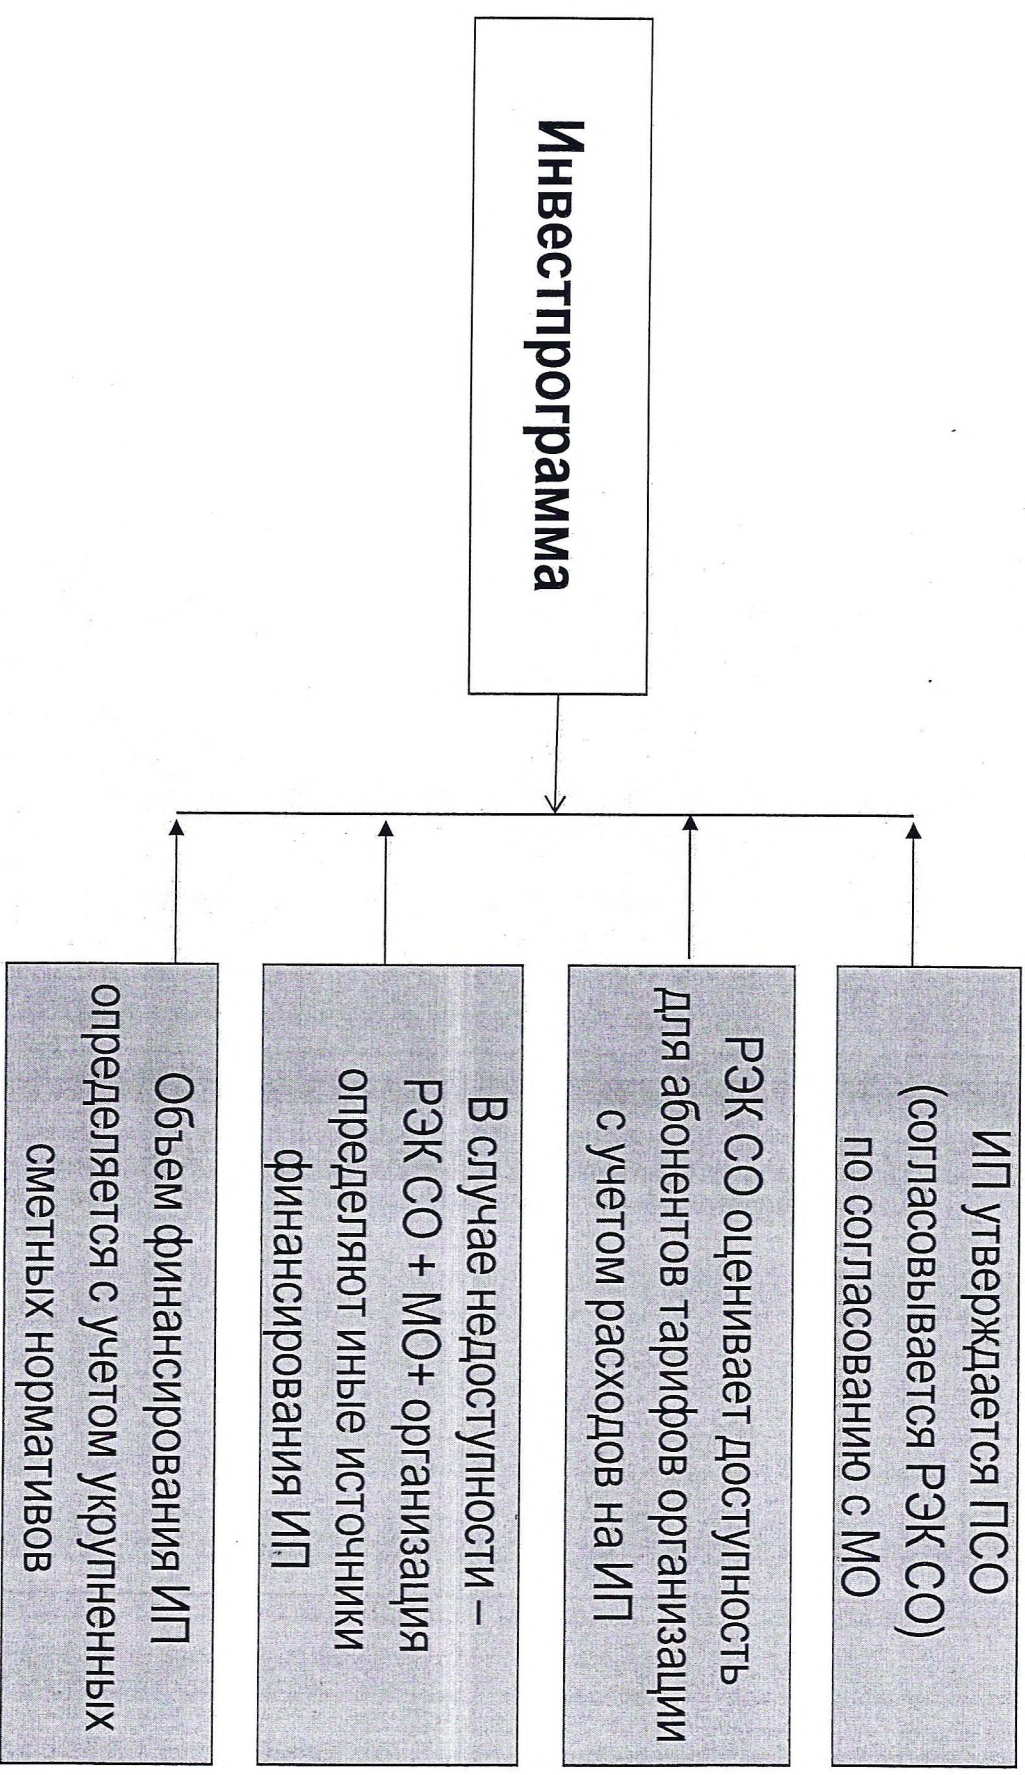 Инвестпрограмма
ИП утверждается ПСО
(согласовывается РЭК СО)
по согласованию с МО
РЭК СО оценивает доступность
для абонентов тарифов организации
с учетом расходов на ИП
В случае недоступности –
РЭК СО + МО+ организация
определяют иные источники
финансирования ИП
Объем финансирования ИП
определяется с учетом укрупненных
сметных нормативов